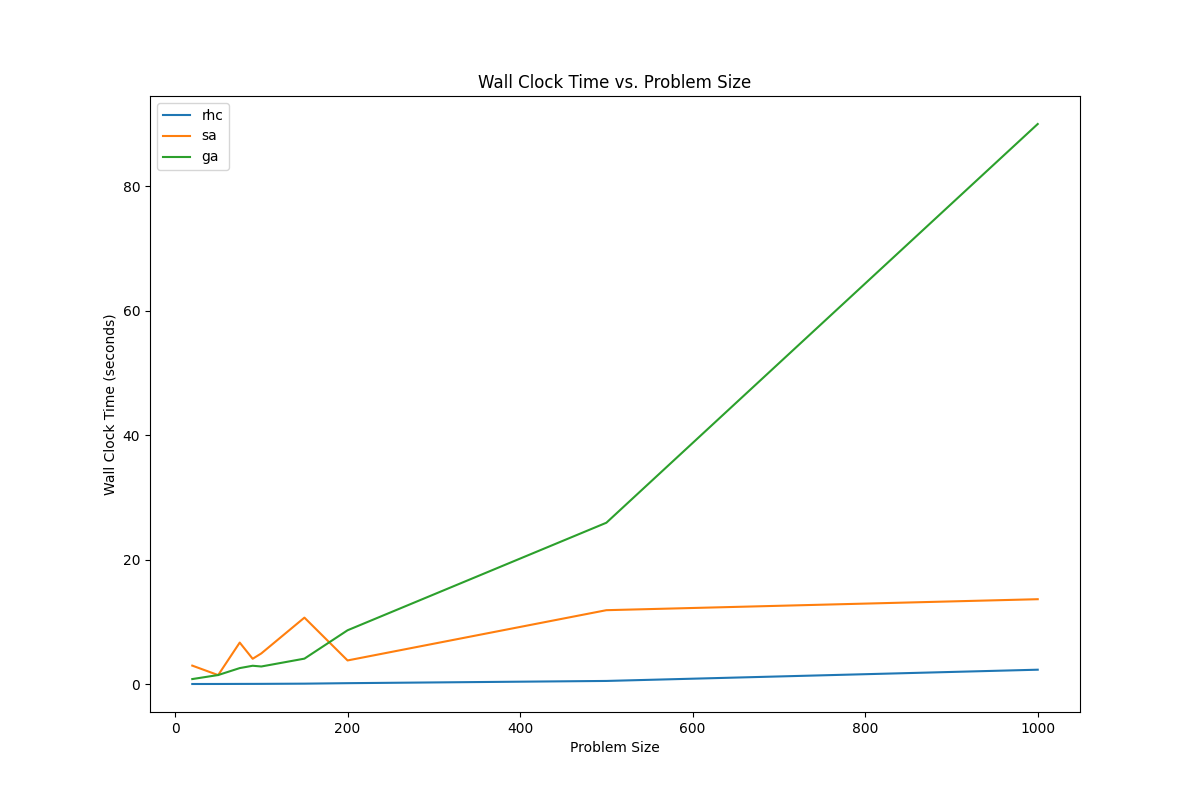 Wall Clock Time vs. Problem Size
rhc
sa
ga
Wall Clock Time (seconds)
80
60
40
20
0
0 200 400 600 800 1000
Problem Size